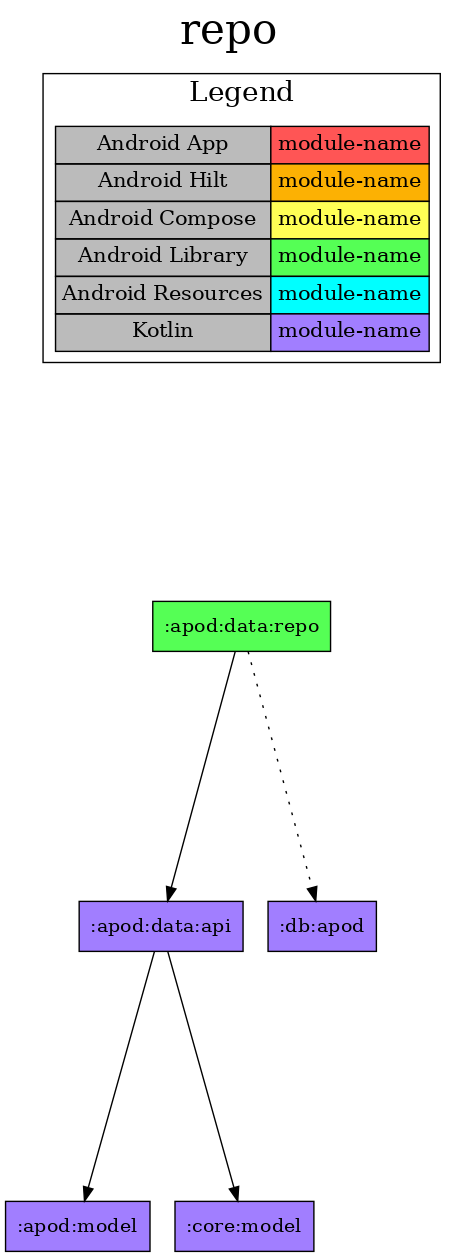 repo
Legend
Android App module-name
Android Hilt module-name
Android Compose module-name
Android Library module-name
Android Resources module-name
Kotlin module-name
:apod:data:repo
:apod:data:api :db:apod
:apod:model :core:model